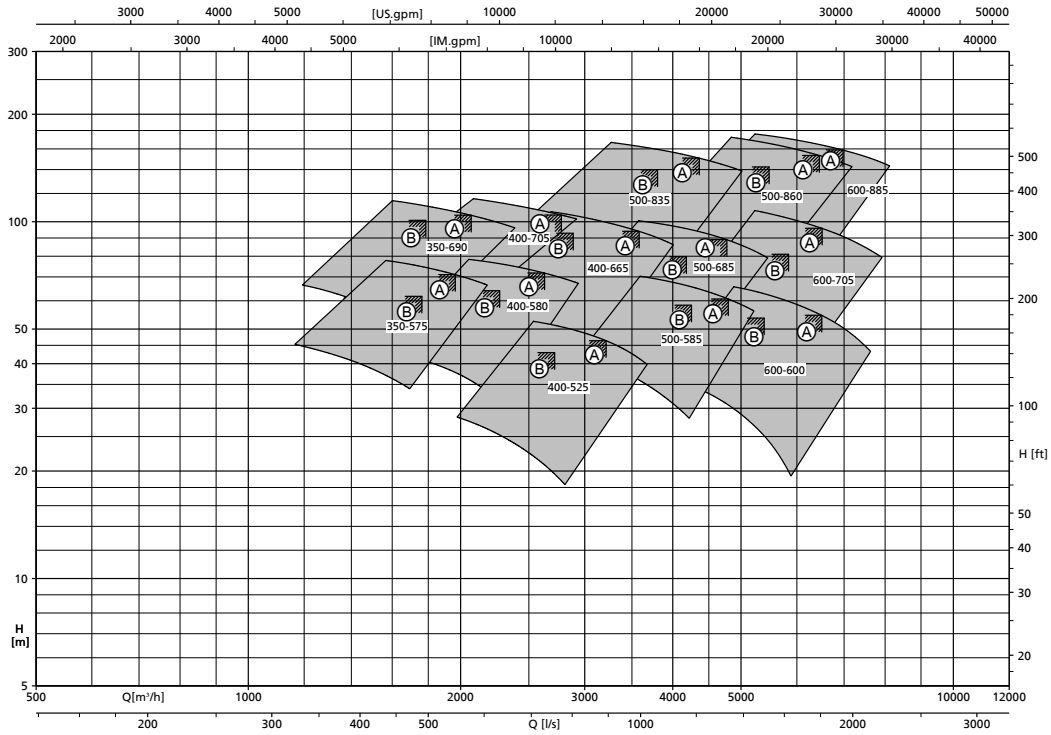 3000 4000 5000 [US.gpm] 10000 20000 30000 40000 50000
2000 3000 4000 5000 [IM.gpm] 10000 20000 30000 40000
300
200
500
A
A
A
A
B
B
500-860
600-885
B
500-835
400
100
A
A
B
350-690
400-705
B
A
400-665
B
A
500-685
A
B
600-705
300
A
B
350-575
A
B
400-580
A
B
500-585
A
B
600-600
200
50
A
B
400-525
40
30
100
20
H [ft]
50
40
10
30
H
[m]
20
5
500 Q[m³/h] 1000 2000 3000 4000 5000 10000 12000
200 300 400 500 Q [l/s] 1000 2000 3000